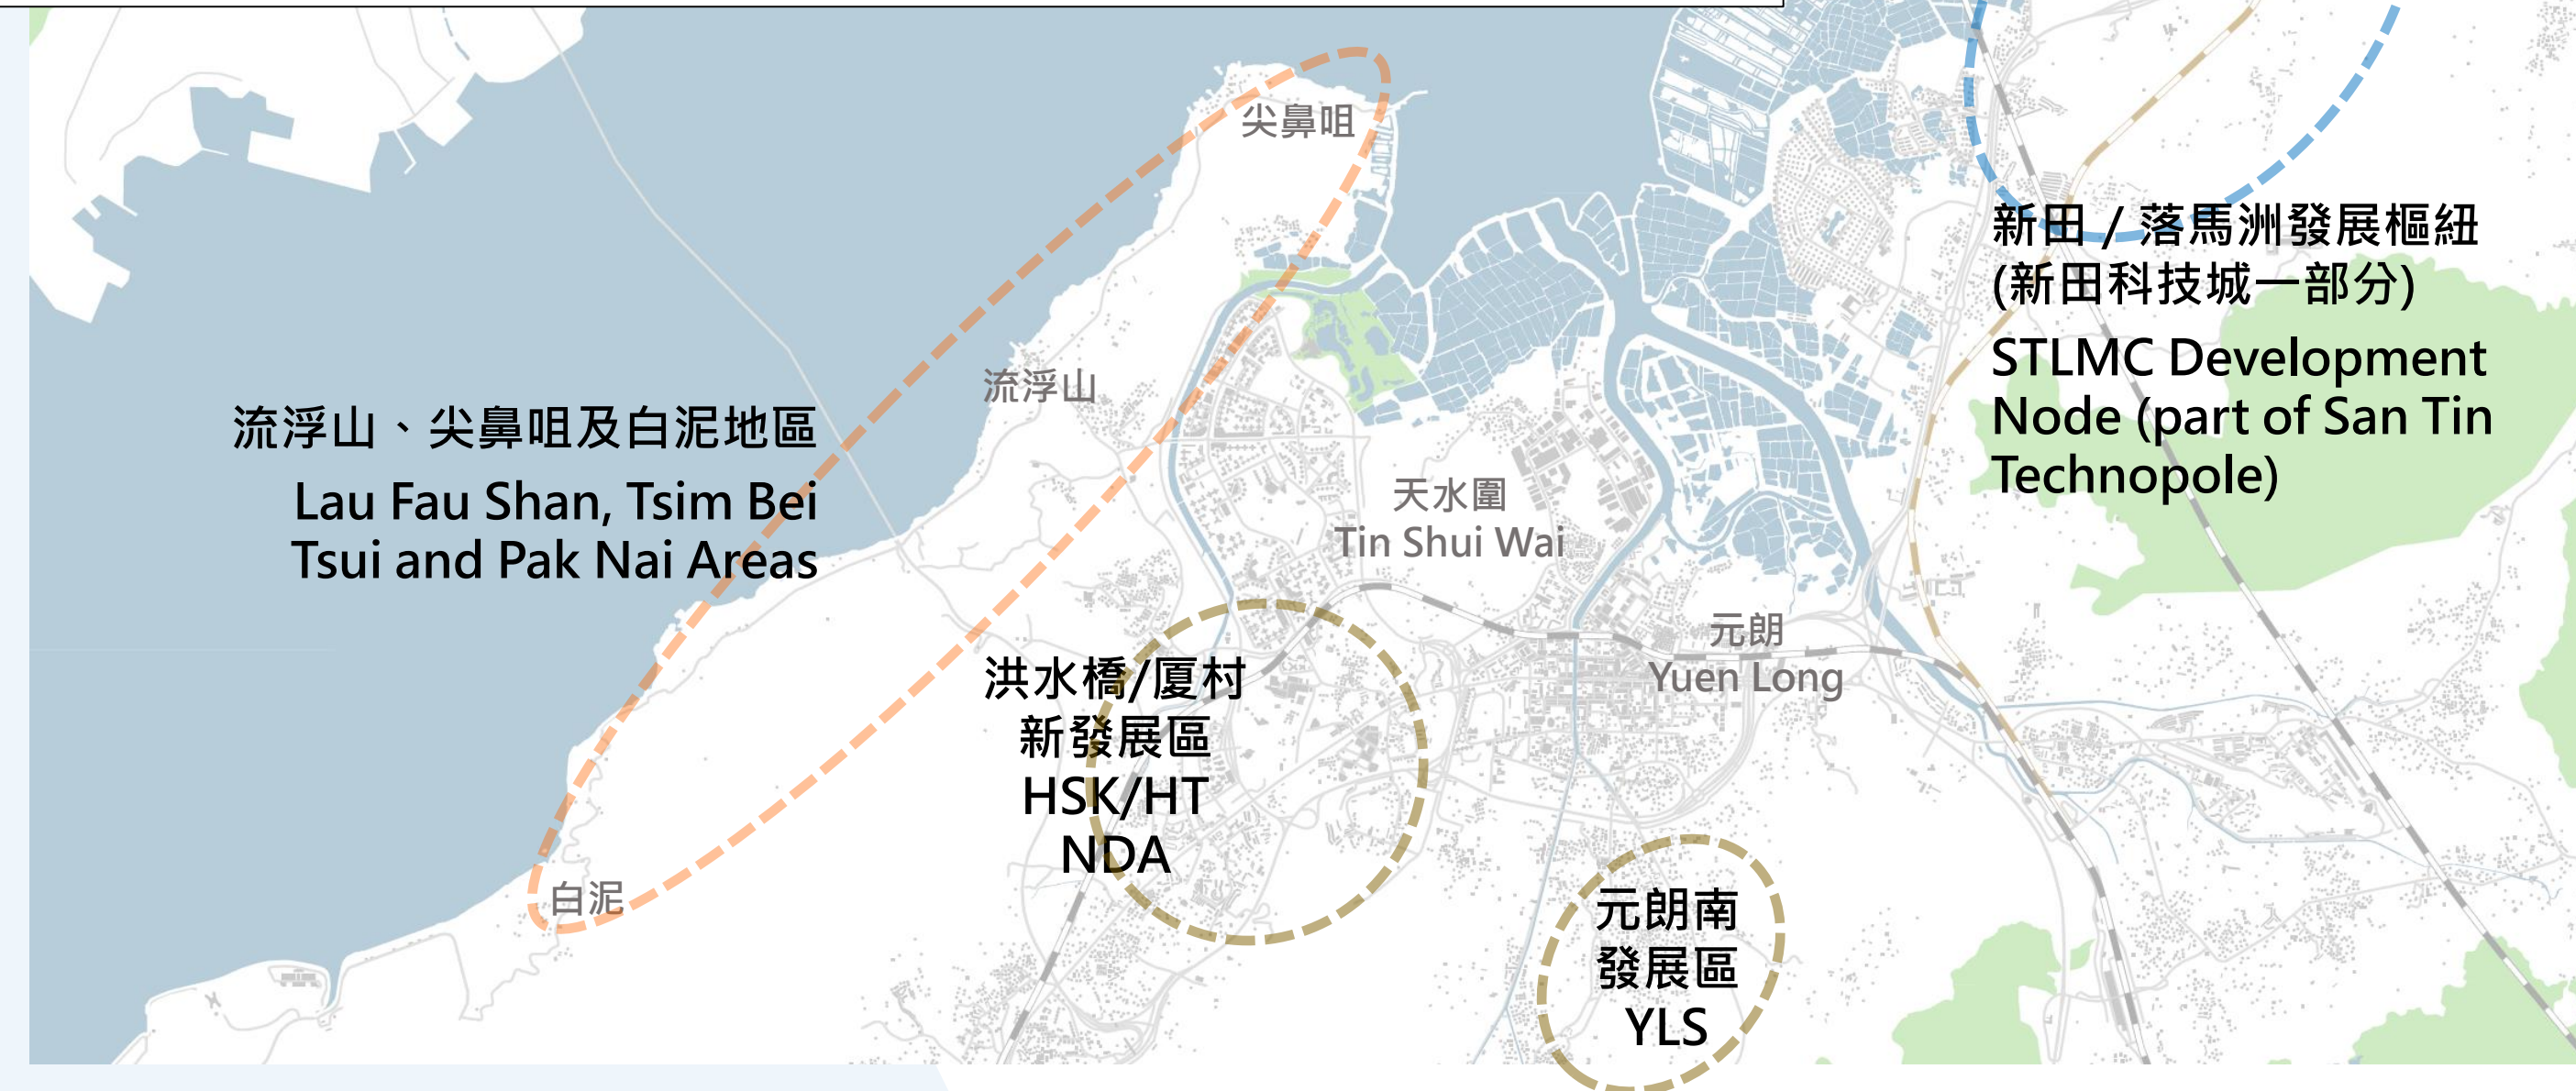 尖鼻咀
新田 / 落馬洲發展樞紐
(新田科技城一部分)
STLMC Development
Node (part of San Tin
Technopole)
流浮山
流浮山、尖鼻咀及白泥地區
Lau Fau Shan, Tsim Bei
Tsui and Pak Nai Areas
天水圍
Tin Shui Wai
元朗
Yuen Long
洪水橋/厦村
新發展區
HSK/HT
NDA
白泥
元朗南
發展區
YLS